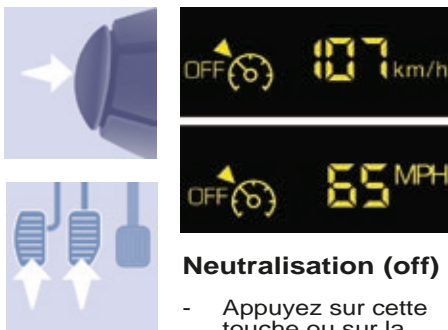 OFF 107 km/h
OFF 65 MPH
Neutralisation (off)
- Appuyez sur cette
touche ou sur la